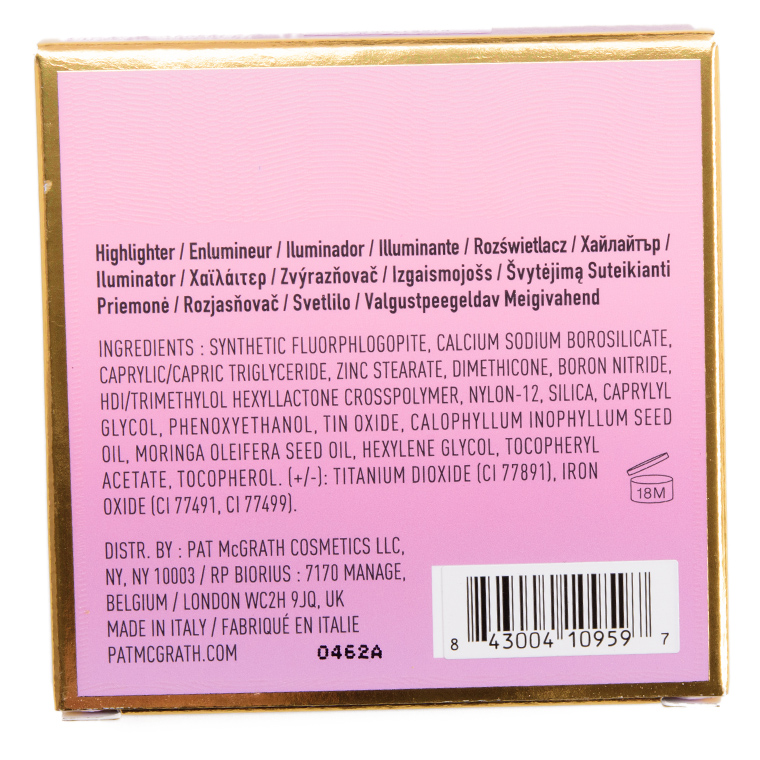 Highlighter / Enlumineur / Iluminador / Illuminante / Rozświetlacz / Хайлайтър /
Iluminator / Χαϊλάιτερ / Zvýrazňovač / Izgaismojošs / Švytėjimą Suteikianti
Priemonė / Rozjasňovač / Svetlilo / Valgustpeegeldav Meigivahend
INGREDIENTS : SYNTHETIC FLUORPHLOGOPITE, CALCIUM SODIUM BOROSILICATE,
CAPRYLIC/CAPRIC TRIGLYCERIDE, ZINC STEARATE, DIMETHICONE, BORON NITRIDE,
HDI/TRIMETHYLOL HEXYLLACTONE CROSSPOLYMER, NYLON-12, SILICA, CAPRYLYL
GLYCOL, PHENOXYETHANOL, TIN OXIDE, CALOPHYLLUM INOPHYLLUM SEED
OIL, MORINGA OLEIFERA SEED OIL, HEXYLENE GLYCOL, TOCOPHERYL
ACETATE, TOCOPHEROL. (+/-): TITANIUM DIOXIDE (CI 77891), IRON
OXIDE (CI 77491, CI 77499).
18M
DISTR. BY : PAT McGRATH COSMETICS LLC,
NY, NY 10003 / RP BIORIUS : 7170 MANAGE,
BELGIUM / LONDON WC2H 9JQ, UK
MADE IN ITALY / FABRIQUÉ EN ITALIE
PATMCGRATH.COM
0462A
8 43004 10959 7